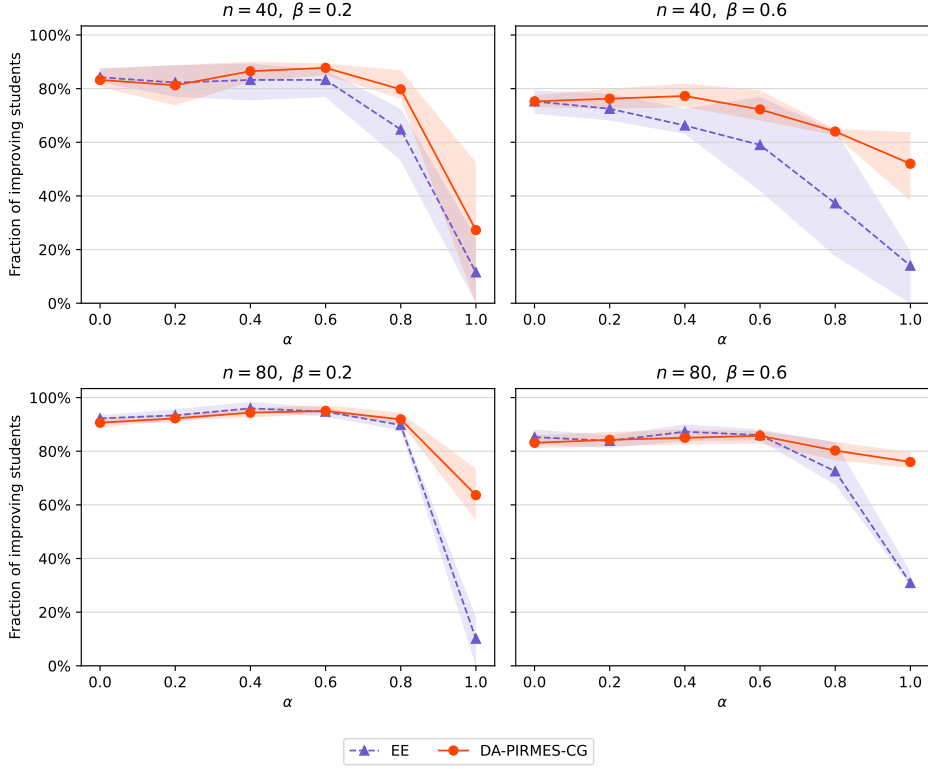 n = 40, β = 0.2
n = 40, β = 0.6
Fraction of improving students
100%
80%
60%
40%
20%
0%
0.0 0.2 0.4 0.6 0.8 1.0
α
0.0 0.2 0.4 0.6 0.8 1.0
α
n = 80, β = 0.2
n = 80, β = 0.6
Fraction of improving students
100%
80%
60%
40%
20%
0%
0.0 0.2 0.4 0.6 0.8 1.0
α
0.0 0.2 0.4 0.6 0.8 1.0
α
EE DA-PIRMES-CG